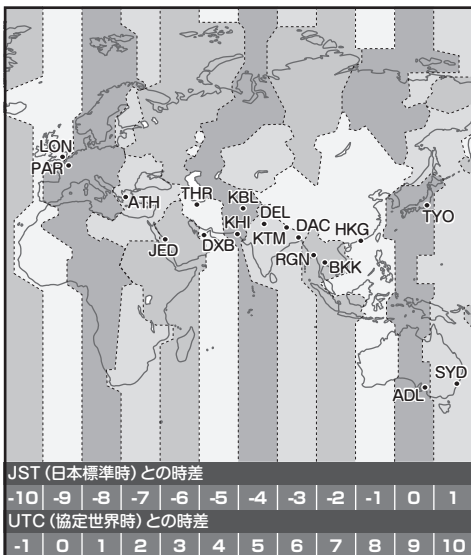 LON
PAR
ATH
THR
KBL
DEL
DAC
TYO
JED
DXB
KHI
KTM
HKG
RGN
BKK
SYD
ADL
JST（日本標準時）との時差
-10 -9 -8 -7 -6 -5 -4 -3 -2 -1 0 1
UTC（協定世界時）との時差
-1 0 1 2 3 4 5 6 7 8 9 10